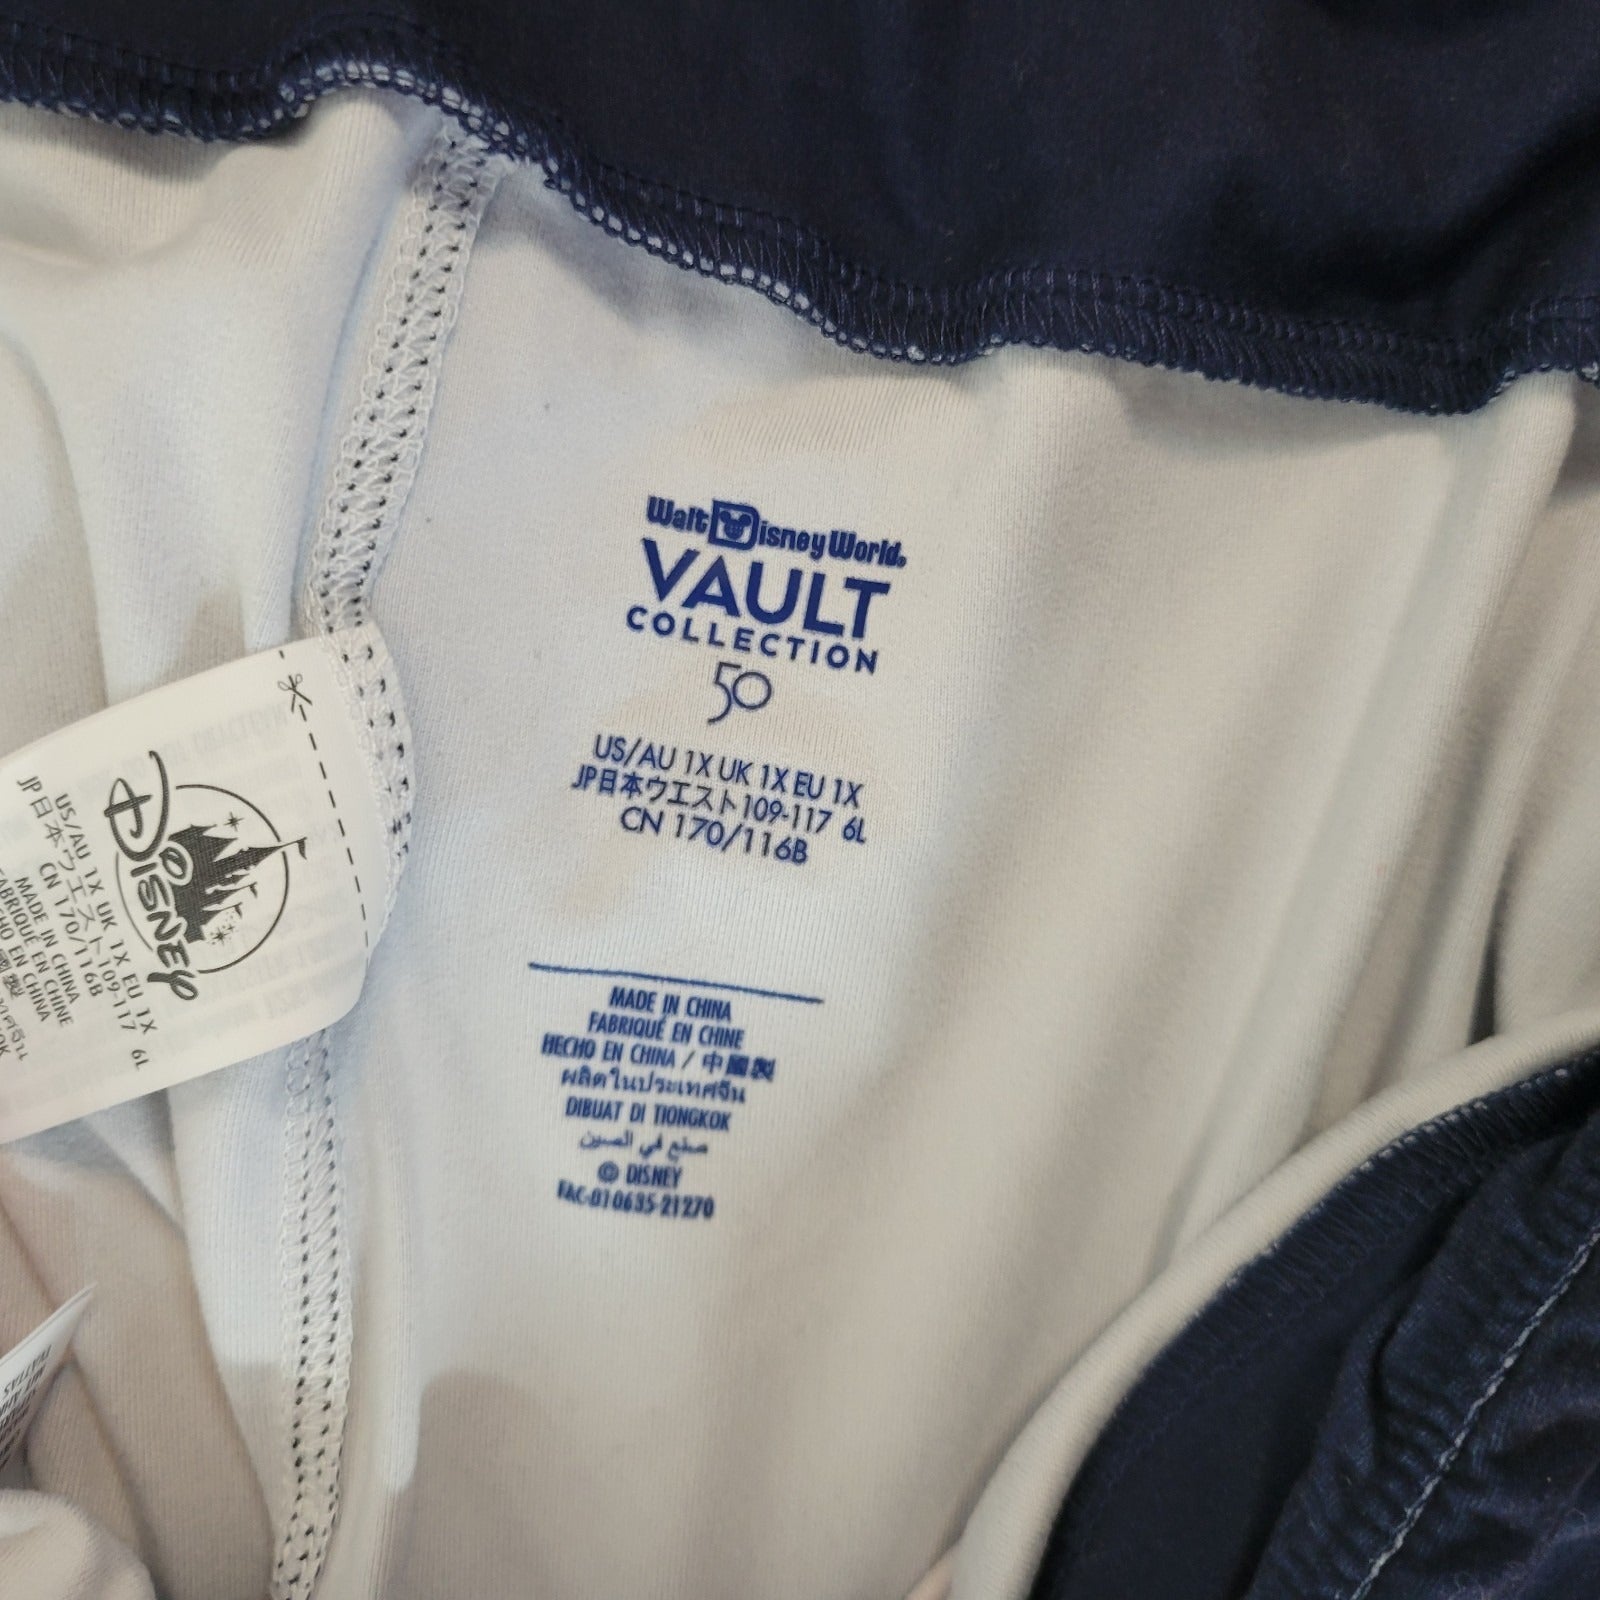 Walt Disney World.
VAULT
COLLECTION
50
US/AU 1X UK 1X EU 1X
JP日本ウエスト109-117 6L
CN 170/116B
MADE IN CHINA
FABRIQUÉ EN CHINE
HECHO EN CHINA / 中國製
ผลิตในประเทศจีน
DIBUAT DI TIONGKOK
صنع في الصين
© DISNEY
FAC-010635-21270
Disney
US/AU 1X UK 1X EU 1X
JP日本ウエスト109-117 6L
CN 170/116B
MADE IN CHINA
EN CHINE
EN CHINA